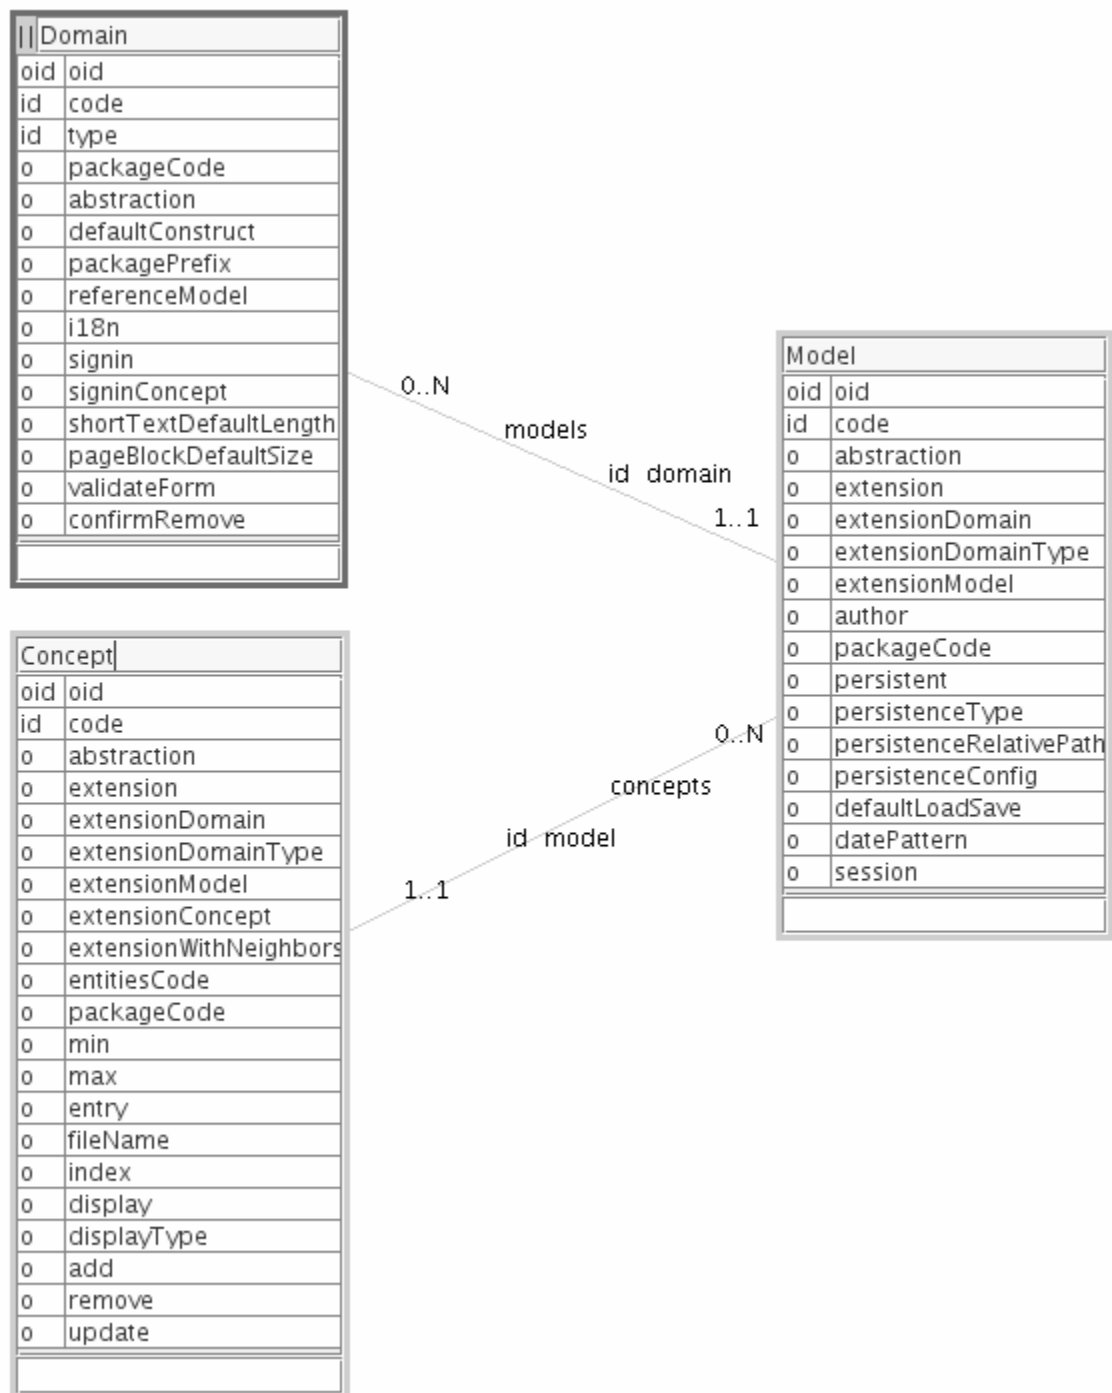 || Domain
oid oid
id code
id type
o packageCode
o abstraction
o defaultConstruct
o packagePrefix
o referenceModel
o i18n
o signin
o signinConcept
o shortTextDefaultLength
o pageBlockDefaultSize
o validateForm
o confirmRemove
0..N
models
id domain
1..1
Model
oid oid
id code
o abstraction
o extension
o extensionDomain
o extensionDomainType
o extensionModel
o author
o packageCode
o persistent
o persistenceType
o persistenceRelativePath
o persistenceConfig
o defaultLoadSave
o datePattern
o session
0..N
concepts
id model
1..1
Concept
oid oid
id code
o abstraction
o extension
o extensionDomain
o extensionDomainType
o extensionModel
o extensionConcept
o extensionWithNeighbors
o entitiesCode
o packageCode
o min
o max
o entry
o fileName
o index
o display
o displayType
o add
o remove
o update